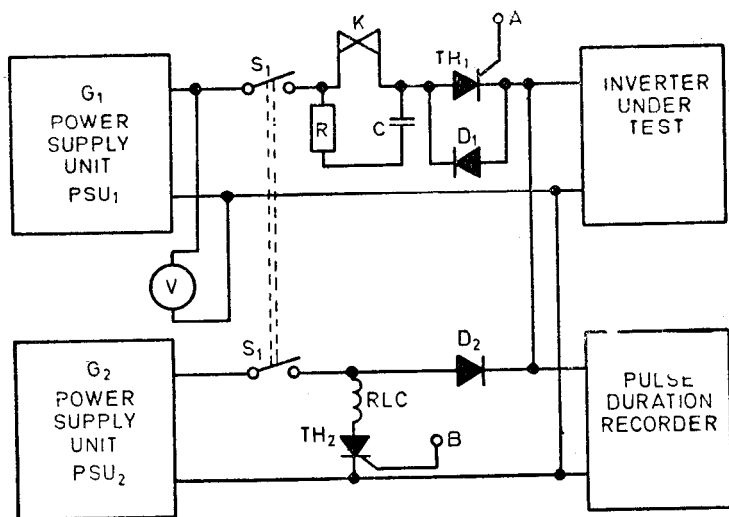 K
A
S1
TH1
G1
POWER
SUPPLY
UNIT
PSU1
R
C
D1
INVERTER
UNDER
TEST
V
S1
D2
G2
POWER
SUPPLY
UNIT
PSU2
RLC
TH2
B
PULSE
DURATION
RECORDER